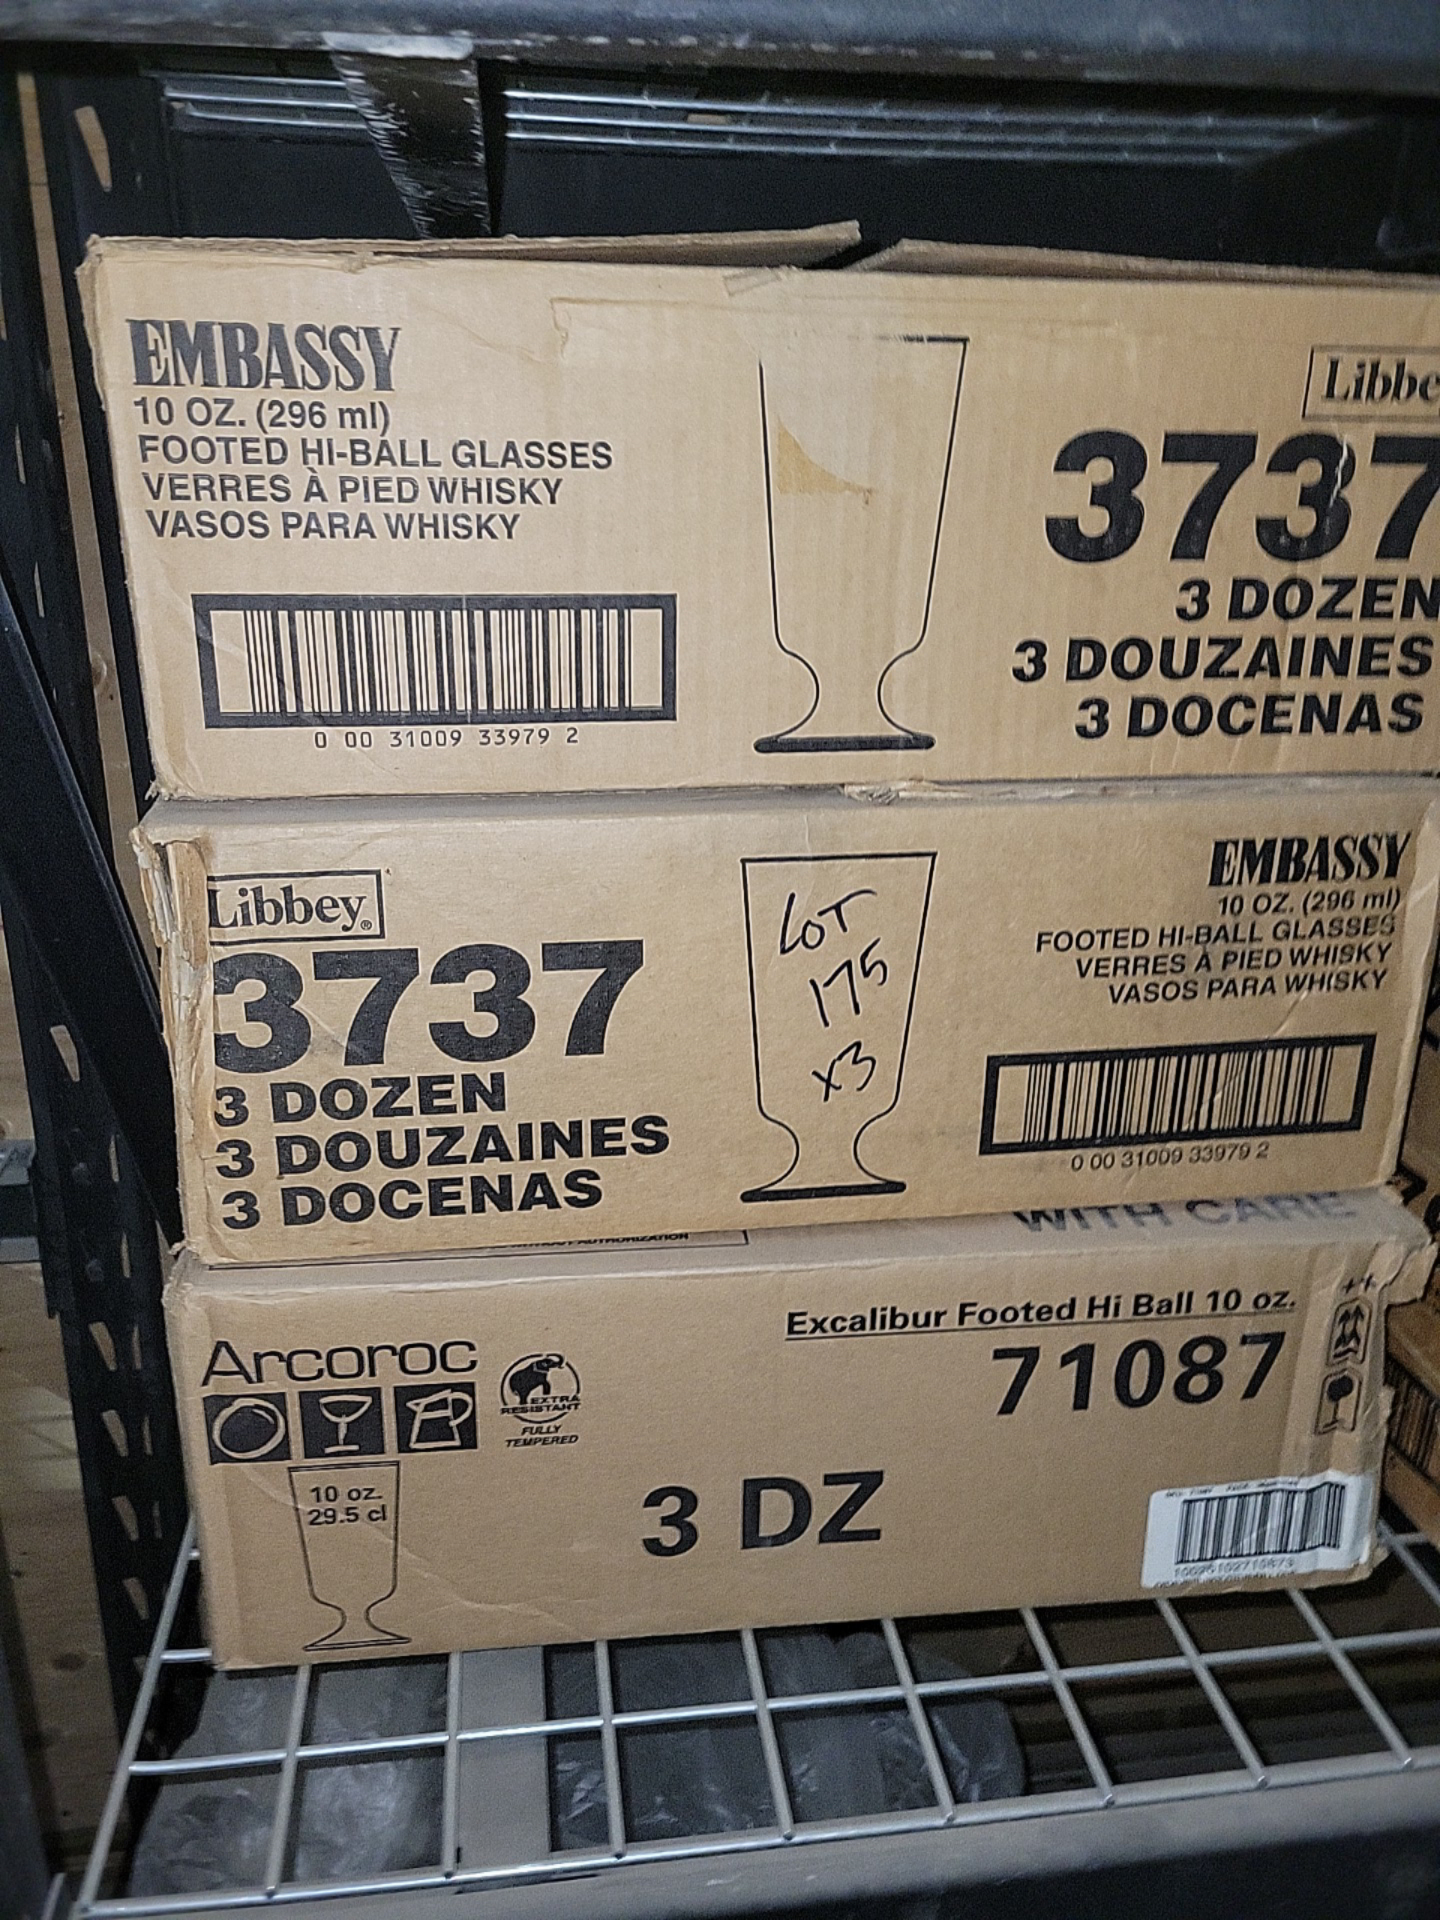 EMBASSY
10 OZ. (296 ml)
FOOTED HI-BALL GLASSES
VERRES À PIED WHISKY
VASOS PARA WHISKY
0 00 31009 33979 2
Libbe
3737
3 DOZEN
3 DOUZAINES
3 DOCENAS
Libbey®
3737
3 DOZEN
3 DOUZAINES
3 DOCENAS
LOT
175
x3
EMBASSY
10 OZ. (296 ml)
FOOTED HI-BALL GLASSES
VERRES À PIED WHISKY
VASOS PARA WHISKY
0 00 31009 33979 2
AUTHORIZATION
WITH CARE
Arcoroc
EXTRA
RESISTANT
FULLY
TEMPERED
10 oz.
29.5 cl
3 DZ
Excalibur Footed Hi Ball 10 oz.
71087